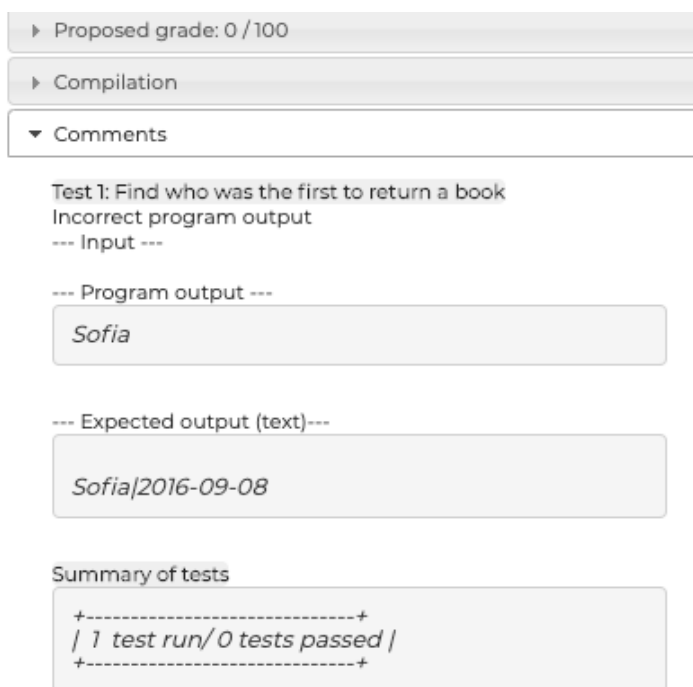 Proposed grade: 0 / 100
Compilation
Comments
Test 1: Find who was the first to return a book
Incorrect program output
--- Input ---
--- Program output ---
Sofia
--- Expected output (text)---
Sofia|2016-09-08
Summary of tests
+------------------------------+
| 1 test run/ 0 tests passed |
+------------------------------+